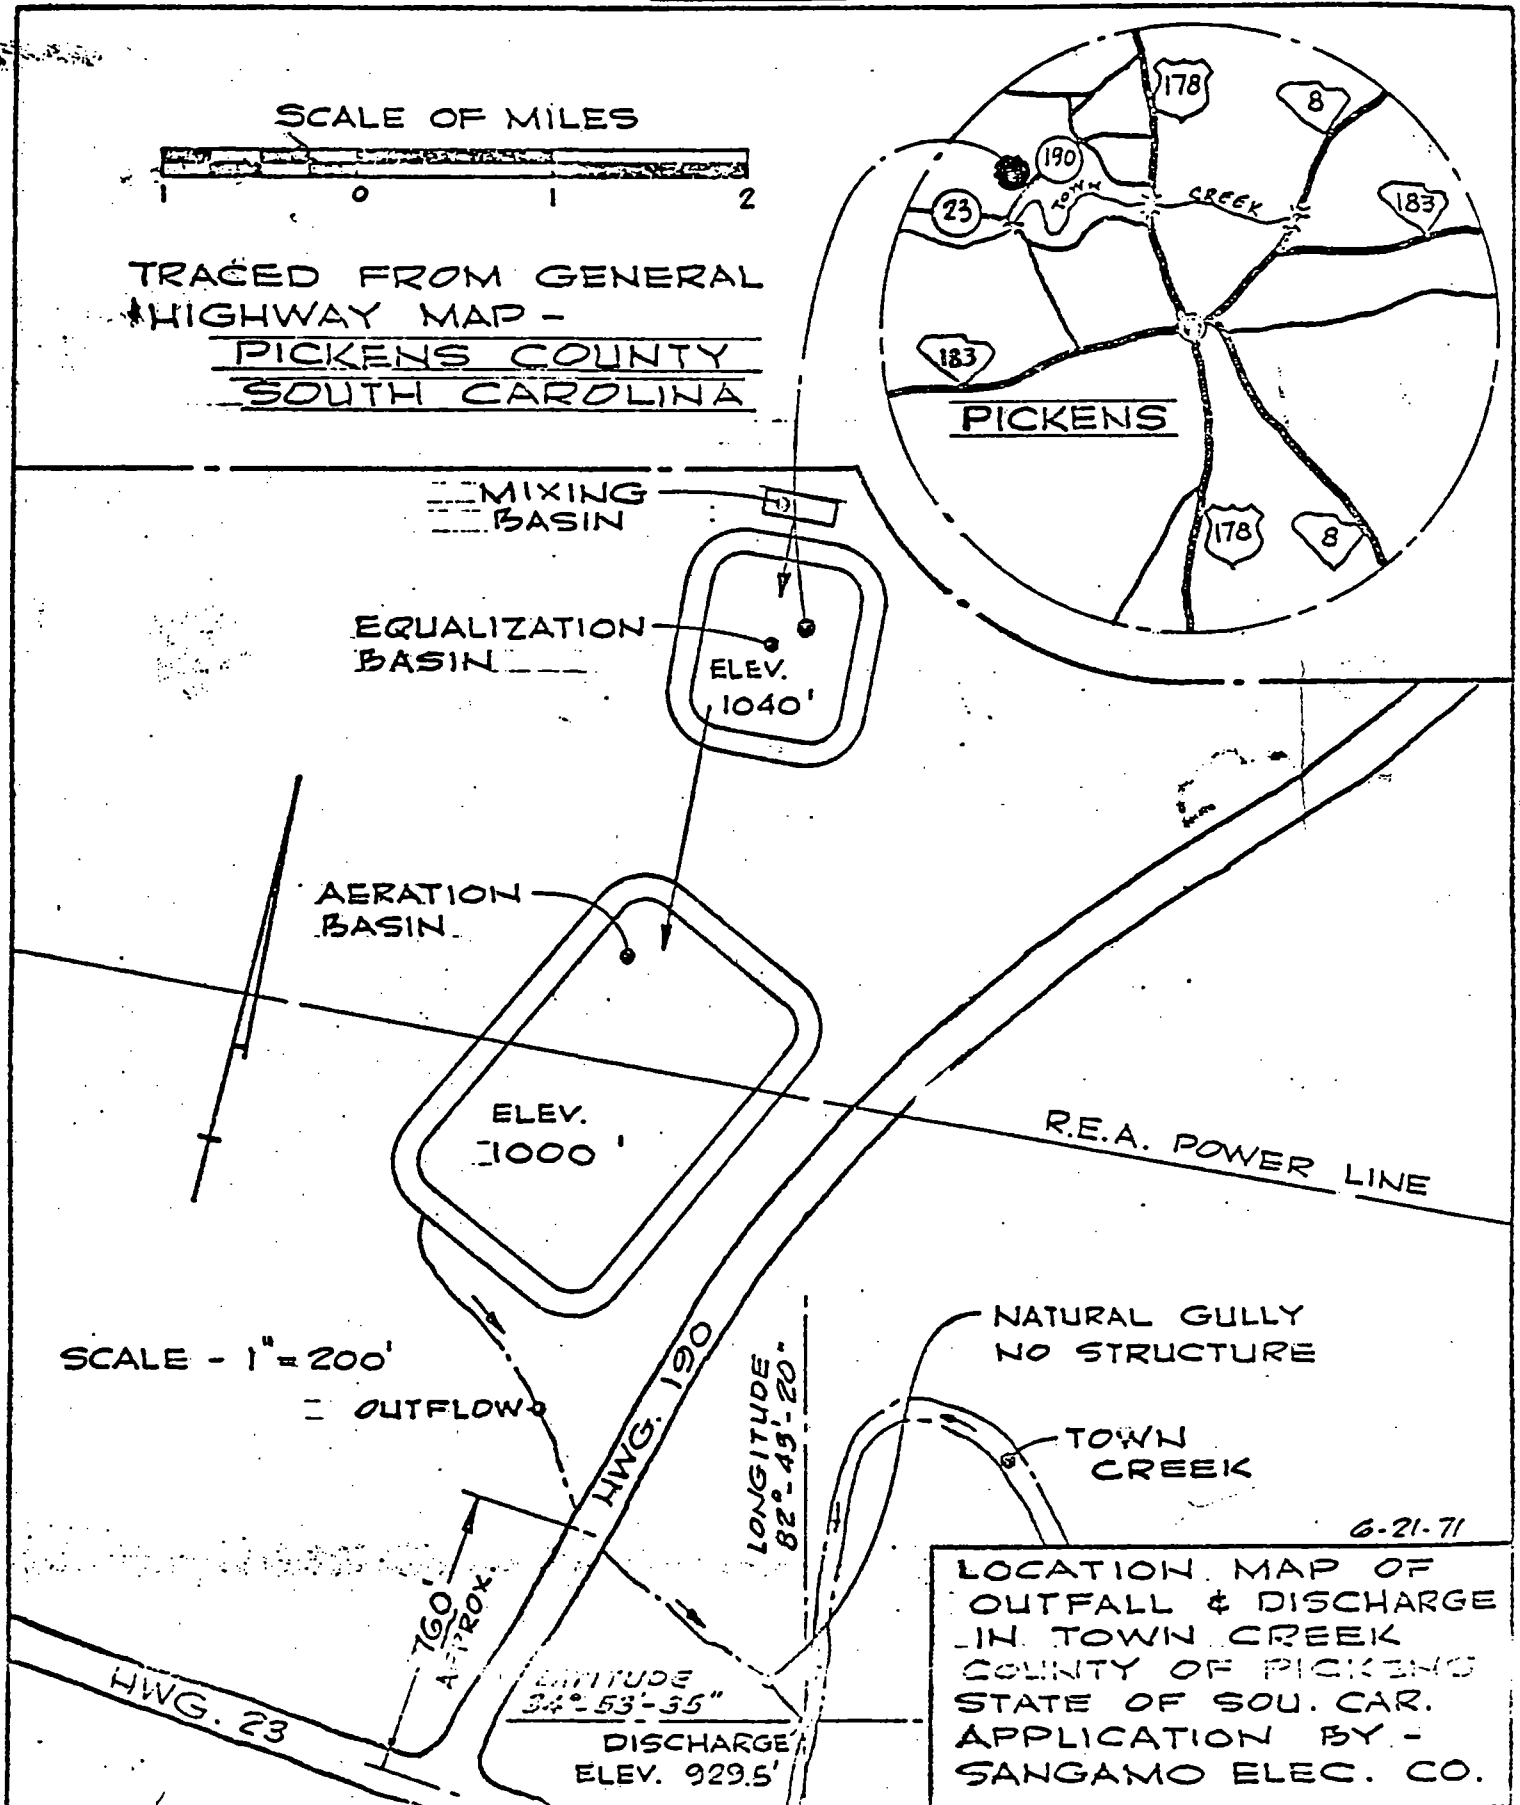 SCALE OF MILES
1 0 1 2
TRACED FROM GENERAL
HIGHWAY MAP -
PICKENS COUNTY
SOUTH CAROLINA
178
8
190
TOWN CREEK
23
183
183
PICKENS
178
8
MIXING
BASIN
EQUALIZATION
BASIN
ELEV.
1040'
AERATION
BASIN
ELEV.
1000'
R.E.A. POWER LINE
SCALE - 1" = 200'
OUTFLOW
HWG. 190
LONGITUDE
82°-43'-20"
NATURAL GULLY
NO STRUCTURE
TOWN
CREEK
760'
APPROX.
HWG. 23
LATITUDE
34°-53'-35"
DISCHARGE
ELEV. 929.5'
6-21-71
LOCATION MAP OF
OUTFALL & DISCHARGE
IN TOWN CREEK
COUNTY OF PICKENS
STATE OF SOU. CAR.
APPLICATION BY -
SANGAMO ELEC. CO.